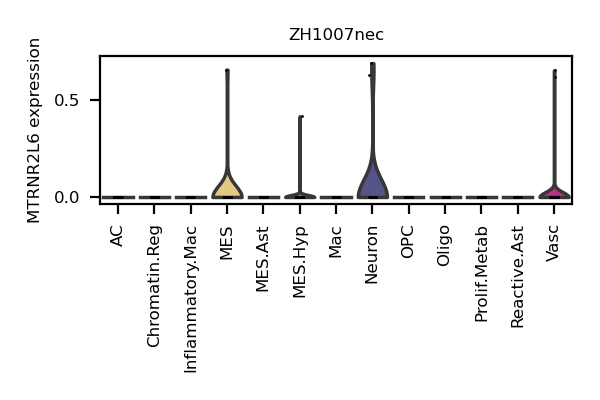 ZH1007nec
MTRNR2L6 expression
0.5
0.0
AC
Chromatin.Reg
Inflammatory.Mac
MES
MES.Ast
MES.Hyp
Mac
Neuron
OPC
Oligo
Prolif.Metab
Reactive.Ast
Vasc